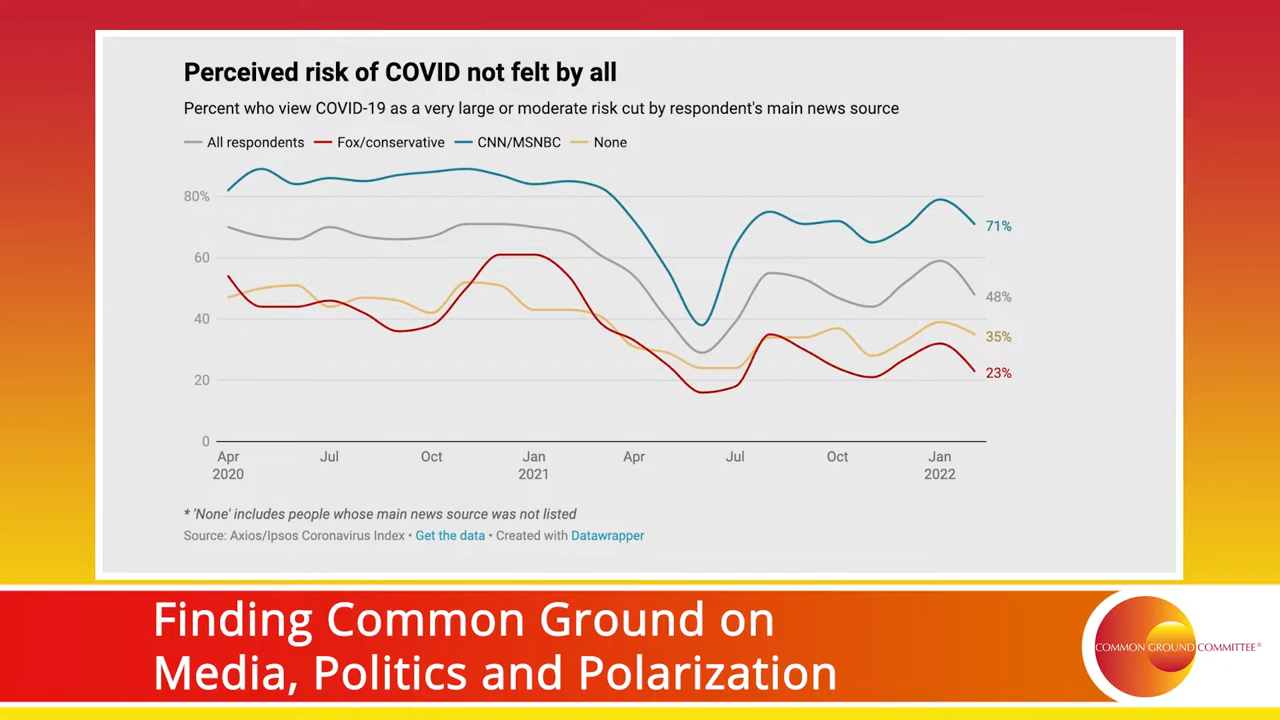 Perceived risk of COVID not felt by all
Percent who view COVID-19 as a very large or moderate risk cut by respondent's main news source
All respondents Fox/conservative CNN/MSNBC None
80%
60
40
20
0
71%
48%
35%
23%
Apr 2020 Jul Oct Jan 2021 Apr Jul Oct Jan 2022
* 'None' includes people whose main news source was not listed
Source: Axios/Ipsos Coronavirus Index • Get the data • Created with Datawrapper
Finding Common Ground on
Media, Politics and Polarization
COMMON GROUND COMMITTEE®